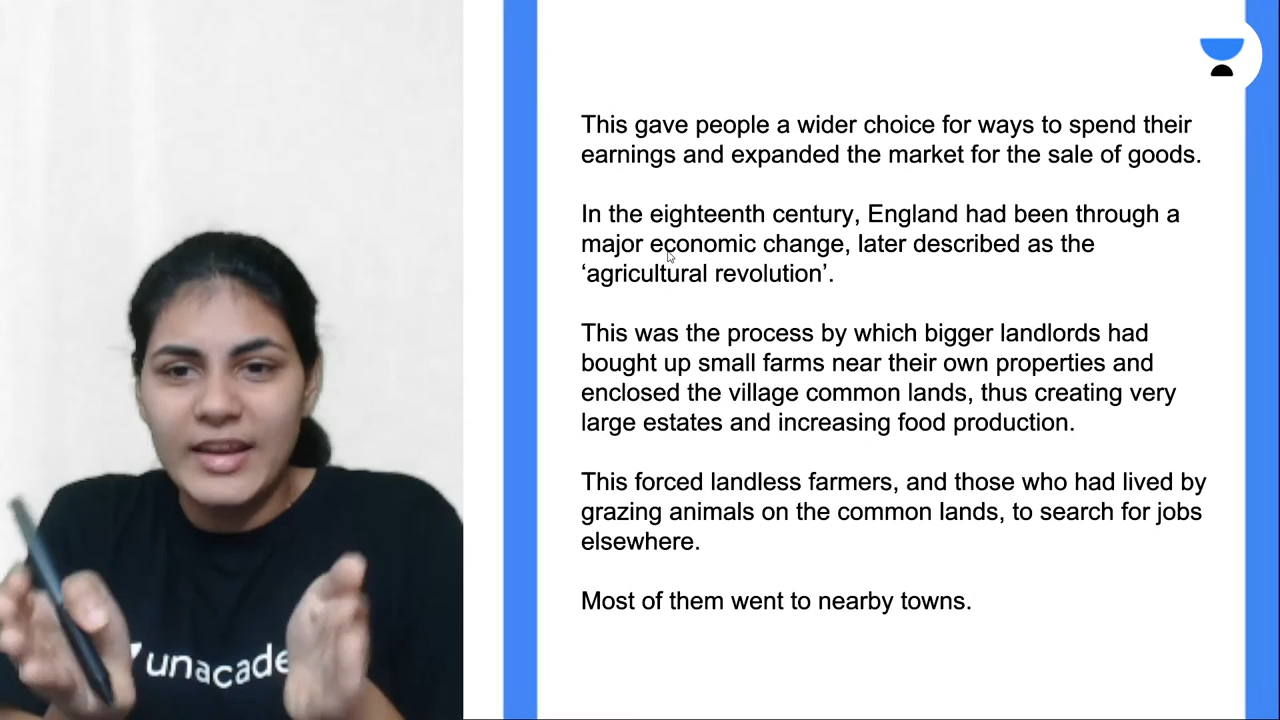 This gave people a wider choice for ways to spend their
earnings and expanded the market for the sale of goods.
In the eighteenth century, England had been through a
major economic change, later described as the
‘agricultural revolution’.
This was the process by which bigger landlords had
bought up small farms near their own properties and
enclosed the village common lands, thus creating very
large estates and increasing food production.
This forced landless farmers, and those who had lived by
grazing animals on the common lands, to search for jobs
elsewhere.
Most of them went to nearby towns.
unacade